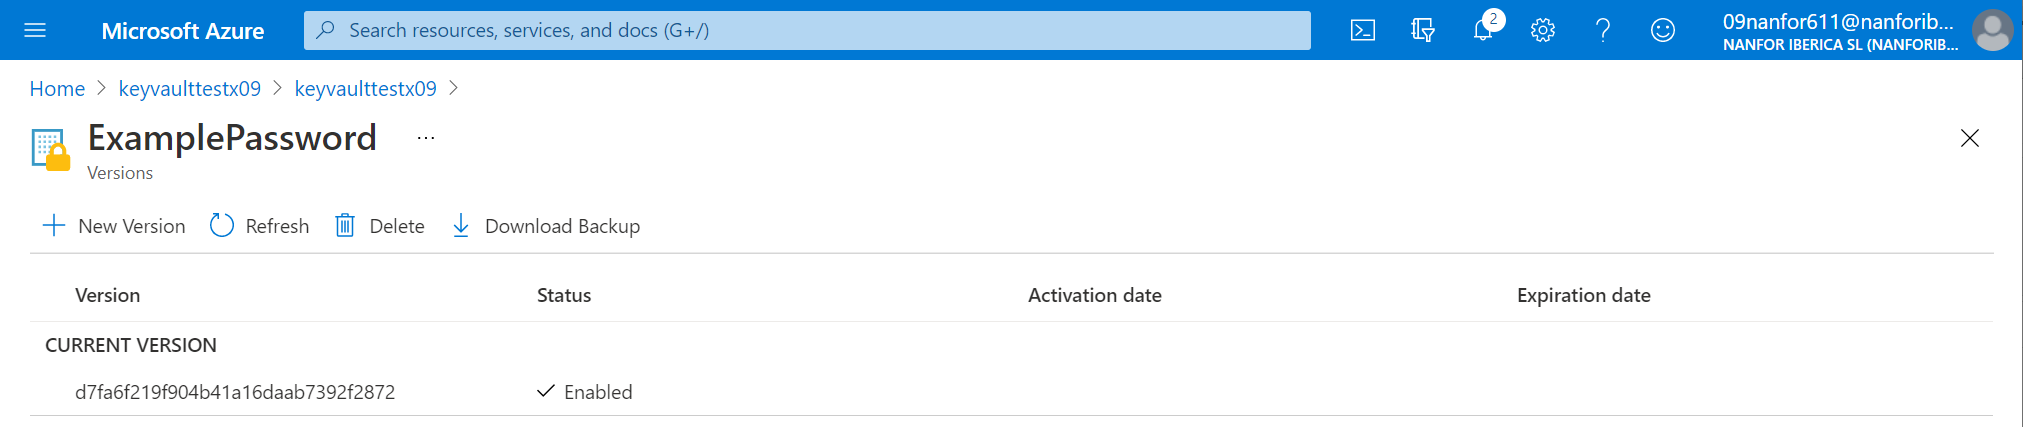 Microsoft Azure Search resources, services, and docs (G+/) 2 09nanfor611@nanforib...
NANFOR IBERICA SL (NANFORIB...
Home > keyvaulttestx09 > keyvaulttestx09 >
ExamplePassword ...
Versions
New Version Refresh Delete Download Backup
Version Status Activation date Expiration date
CURRENT VERSION
d7fa6f219f904b41a16daab7392f2872 Enabled